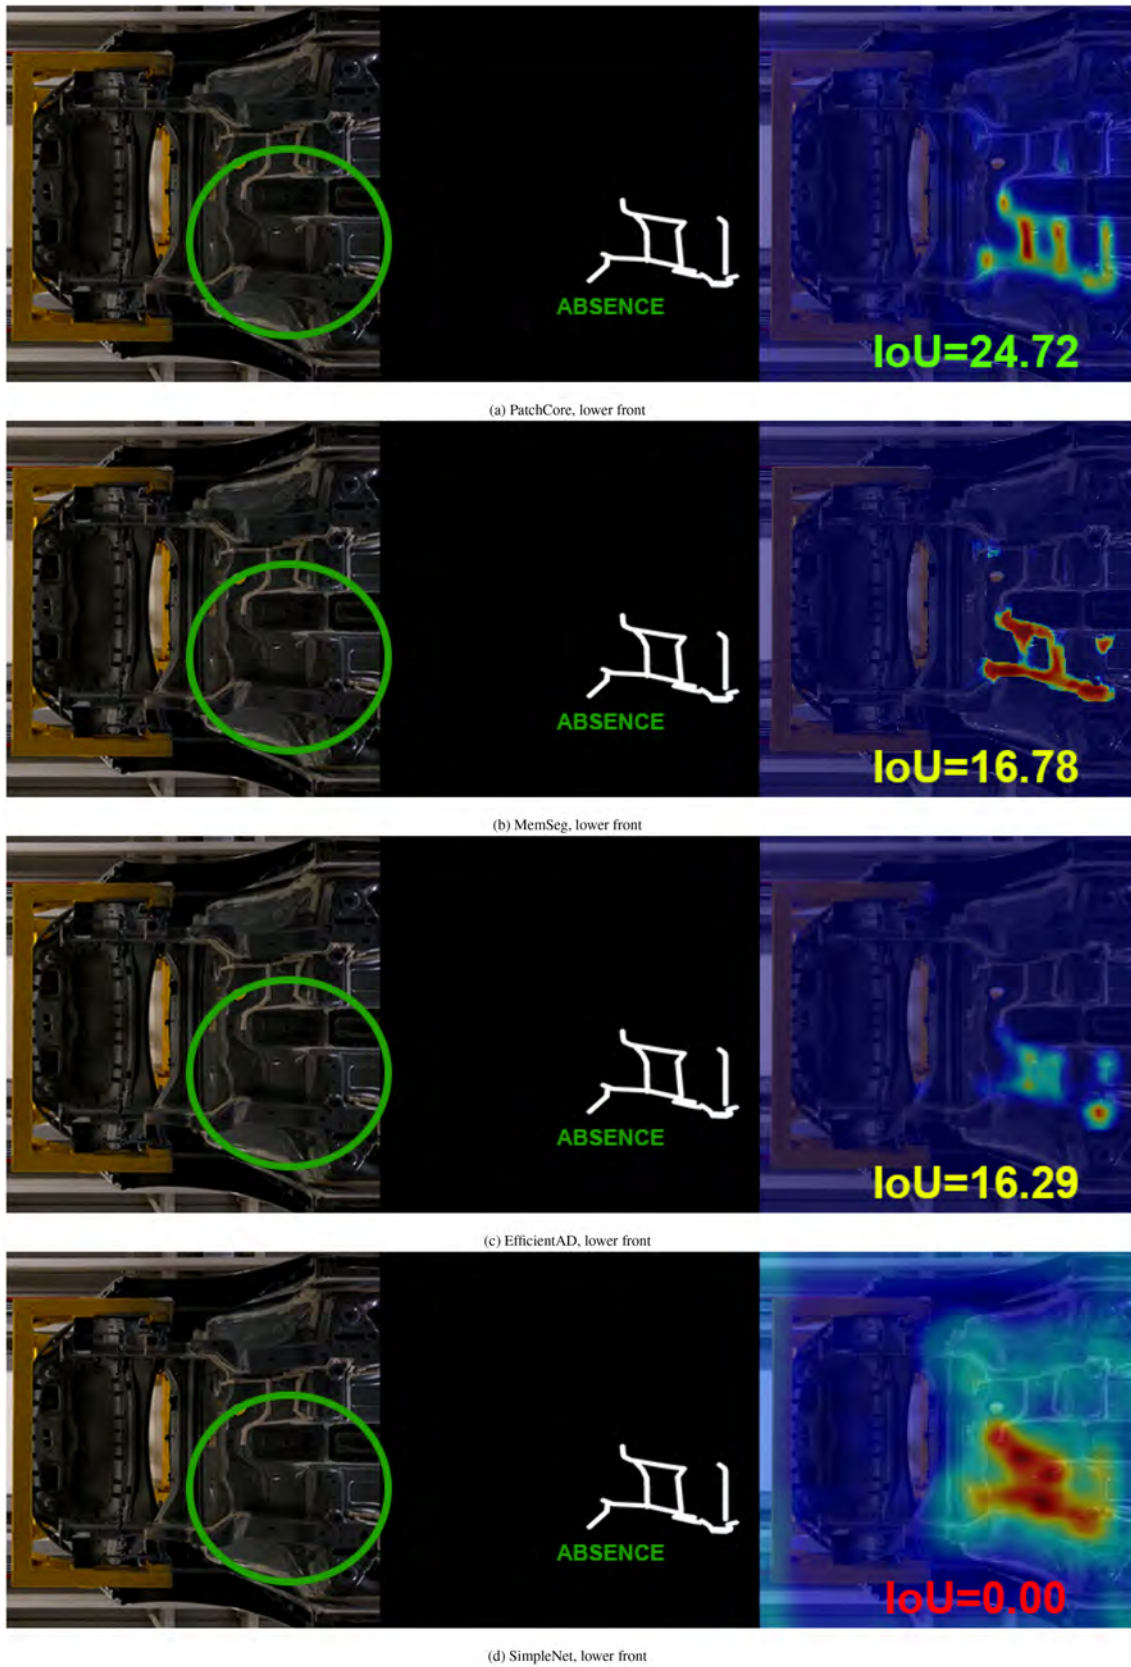 ABSENCE
IoU=24.72
(a) PatchCore, lower front
ABSENCE
IoU=16.78
(b) MemSeg, lower front
ABSENCE
IoU=16.29
(c) EfficientAD, lower front
ABSENCE
IoU=0.00
(d) SimpleNet, lower front